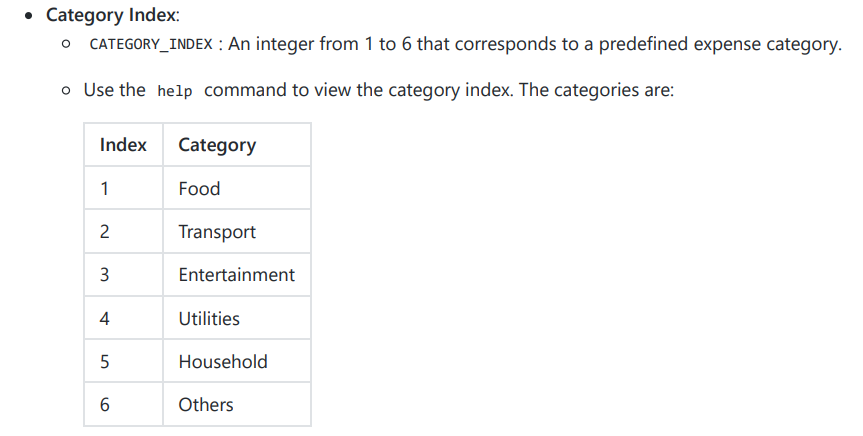 Category Index:
CATEGORY_INDEX : An integer from 1 to 6 that corresponds to a predefined expense category.
Use the help command to view the category index. The categories are:
Index Category
1 Food
2 Transport
3 Entertainment
4 Utilities
5 Household
6 Others